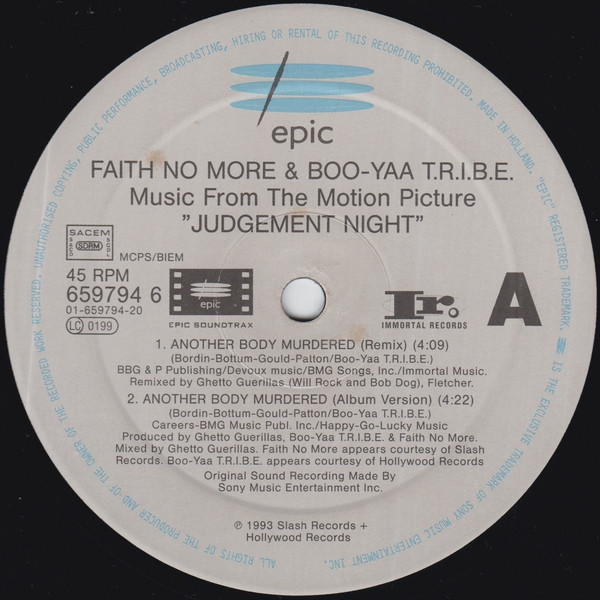 epic
FAITH NO MORE & BOO-YAA T.R.I.B.E.
Music From The Motion Picture
"JUDGEMENT NIGHT"
SACEM
SDRM
MCPS/BIEM
45 RPM
659794 6
01-659794-20
LC 0199
epic
EPIC SOUNDTRAX
Ir.
IMMORTAL RECORDS
A
1. ANOTHER BODY MURDERED (Remix) (4:09)
(Bordin-Bottum-Gould-Patton/Boo-Yaa T.R.I.B.E.)
BBG & P Publishing/Devoux music/BMG Songs, Inc./Immortal Music.
Remixed by Ghetto Guerillas (Will Rock and Bob Dog), Fletcher.
2. ANOTHER BODY MURDERED (Album Version) (4:22)
(Bordin-Bottum-Gould-Patton/Boo-Yaa T.R.I.B.E.)
Careers-BMG Music Publ. Inc./Happy-Go-Lucky Music
Produced by Ghetto Guerillas, Boo-Yaa T.R.I.B.E. & Faith No More.
Mixed by Ghetto Guerillas. Faith No More appears courtesy of Slash
Records. Boo-Yaa T.R.I.B.E. appears courtesy of Hollywood Records
Original Sound Recording Made By
Sony Music Entertainment Inc.
℗ 1993 Slash Records +
Hollywood Records
ALL RIGHTS OF THE PRODUCER AND OF THE OWNER OF THE RECORDED WORK RESERVED. UNAUTHORISED COPYING, PUBLIC PERFORMANCE, BROADCASTING, HIRING OR RENTAL OF THIS RECORDING PROHIBITED. MADE IN HOLLAND. "EPIC" REGISTERED TRADEMARK. IS THE EXCLUSIVE TRADEMARK OF SONY MUSIC ENTERTAINMENT INC.